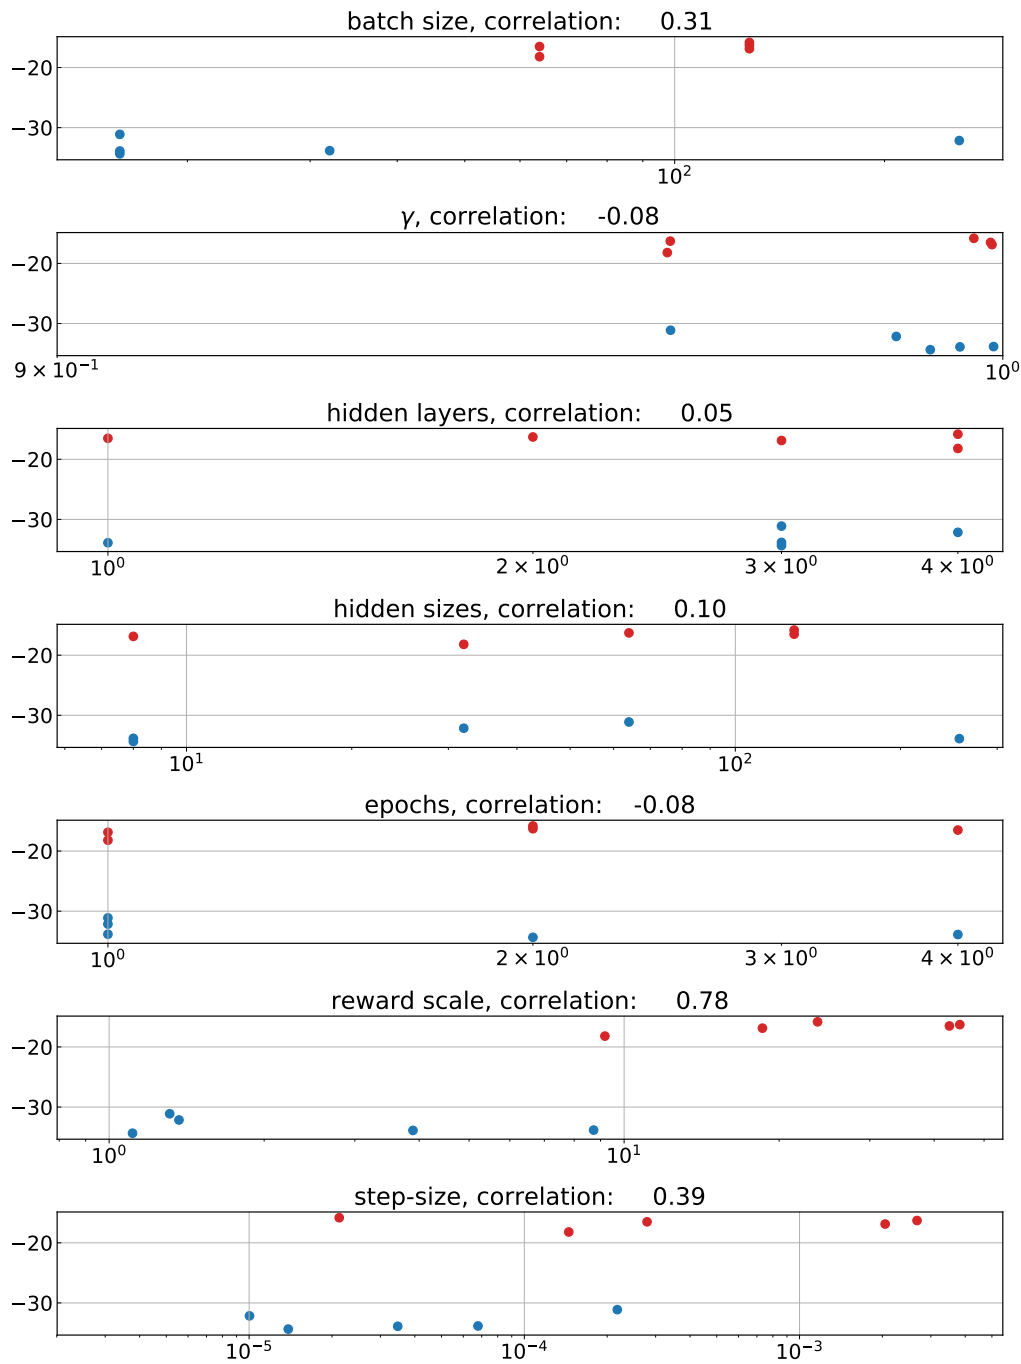 batch size, correlation: 0.31
−20
−30
10²
γ, correlation: -0.08
−20
−30
9 × 10⁻¹ 10⁰
hidden layers, correlation: 0.05
−20
−30
10⁰ 2 × 10⁰ 3 × 10⁰ 4 × 10⁰
hidden sizes, correlation: 0.10
−20
−30
10¹ 10²
epochs, correlation: -0.08
−20
−30
10⁰ 2 × 10⁰ 3 × 10⁰ 4 × 10⁰
reward scale, correlation: 0.78
−20
−30
10⁰ 10¹
step-size, correlation: 0.39
−20
−30
10⁻⁵ 10⁻⁴ 10⁻³